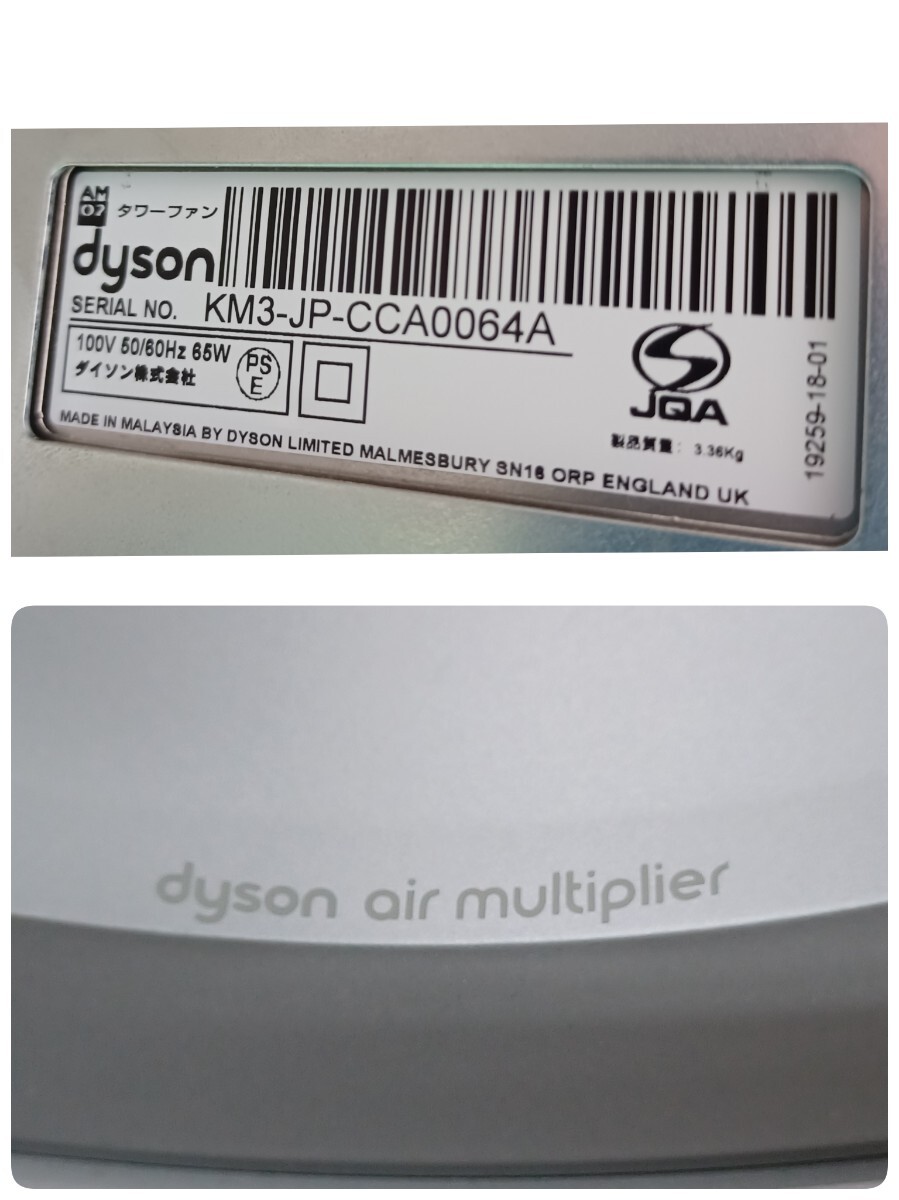 AM
07
タワーファン
dyson
SERIAL NO. KM3-JP-CCA0064A
100V 50/60Hz 65W
ダイソン株式会社
PS
E
JQA
製品質量: 3.36Kg
19259-18-01
MADE IN MALAYSIA BY DYSON LIMITED MALMESBURY SN16 ORP ENGLAND UK
dyson air multiplier